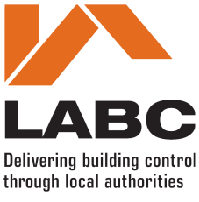 LABC
Delivering building control
through local authorities